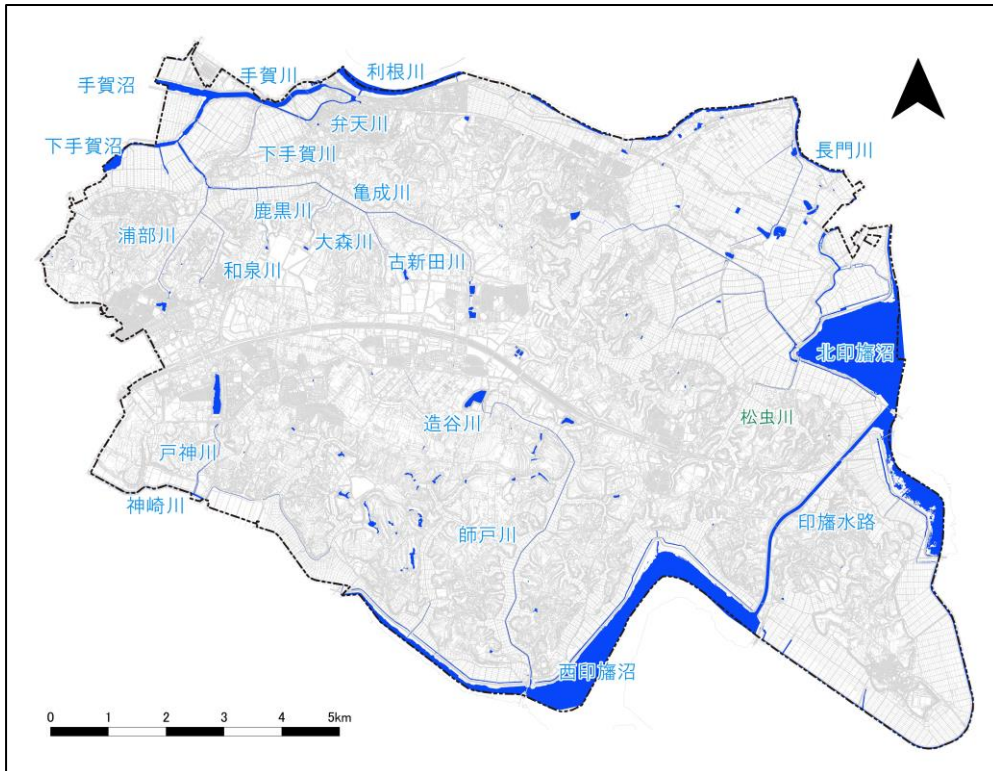 手賀沼
手賀川
利根川
弁天川
下手賀沼
下手賀川
長門川
亀成川
鹿黒川
浦部川
大森川
古新田川
和泉川
北印旛沼
造谷川
松虫川
戸神川
神崎川
印旛水路
師戸川
西印旛沼
0 1 2 3 4 5km